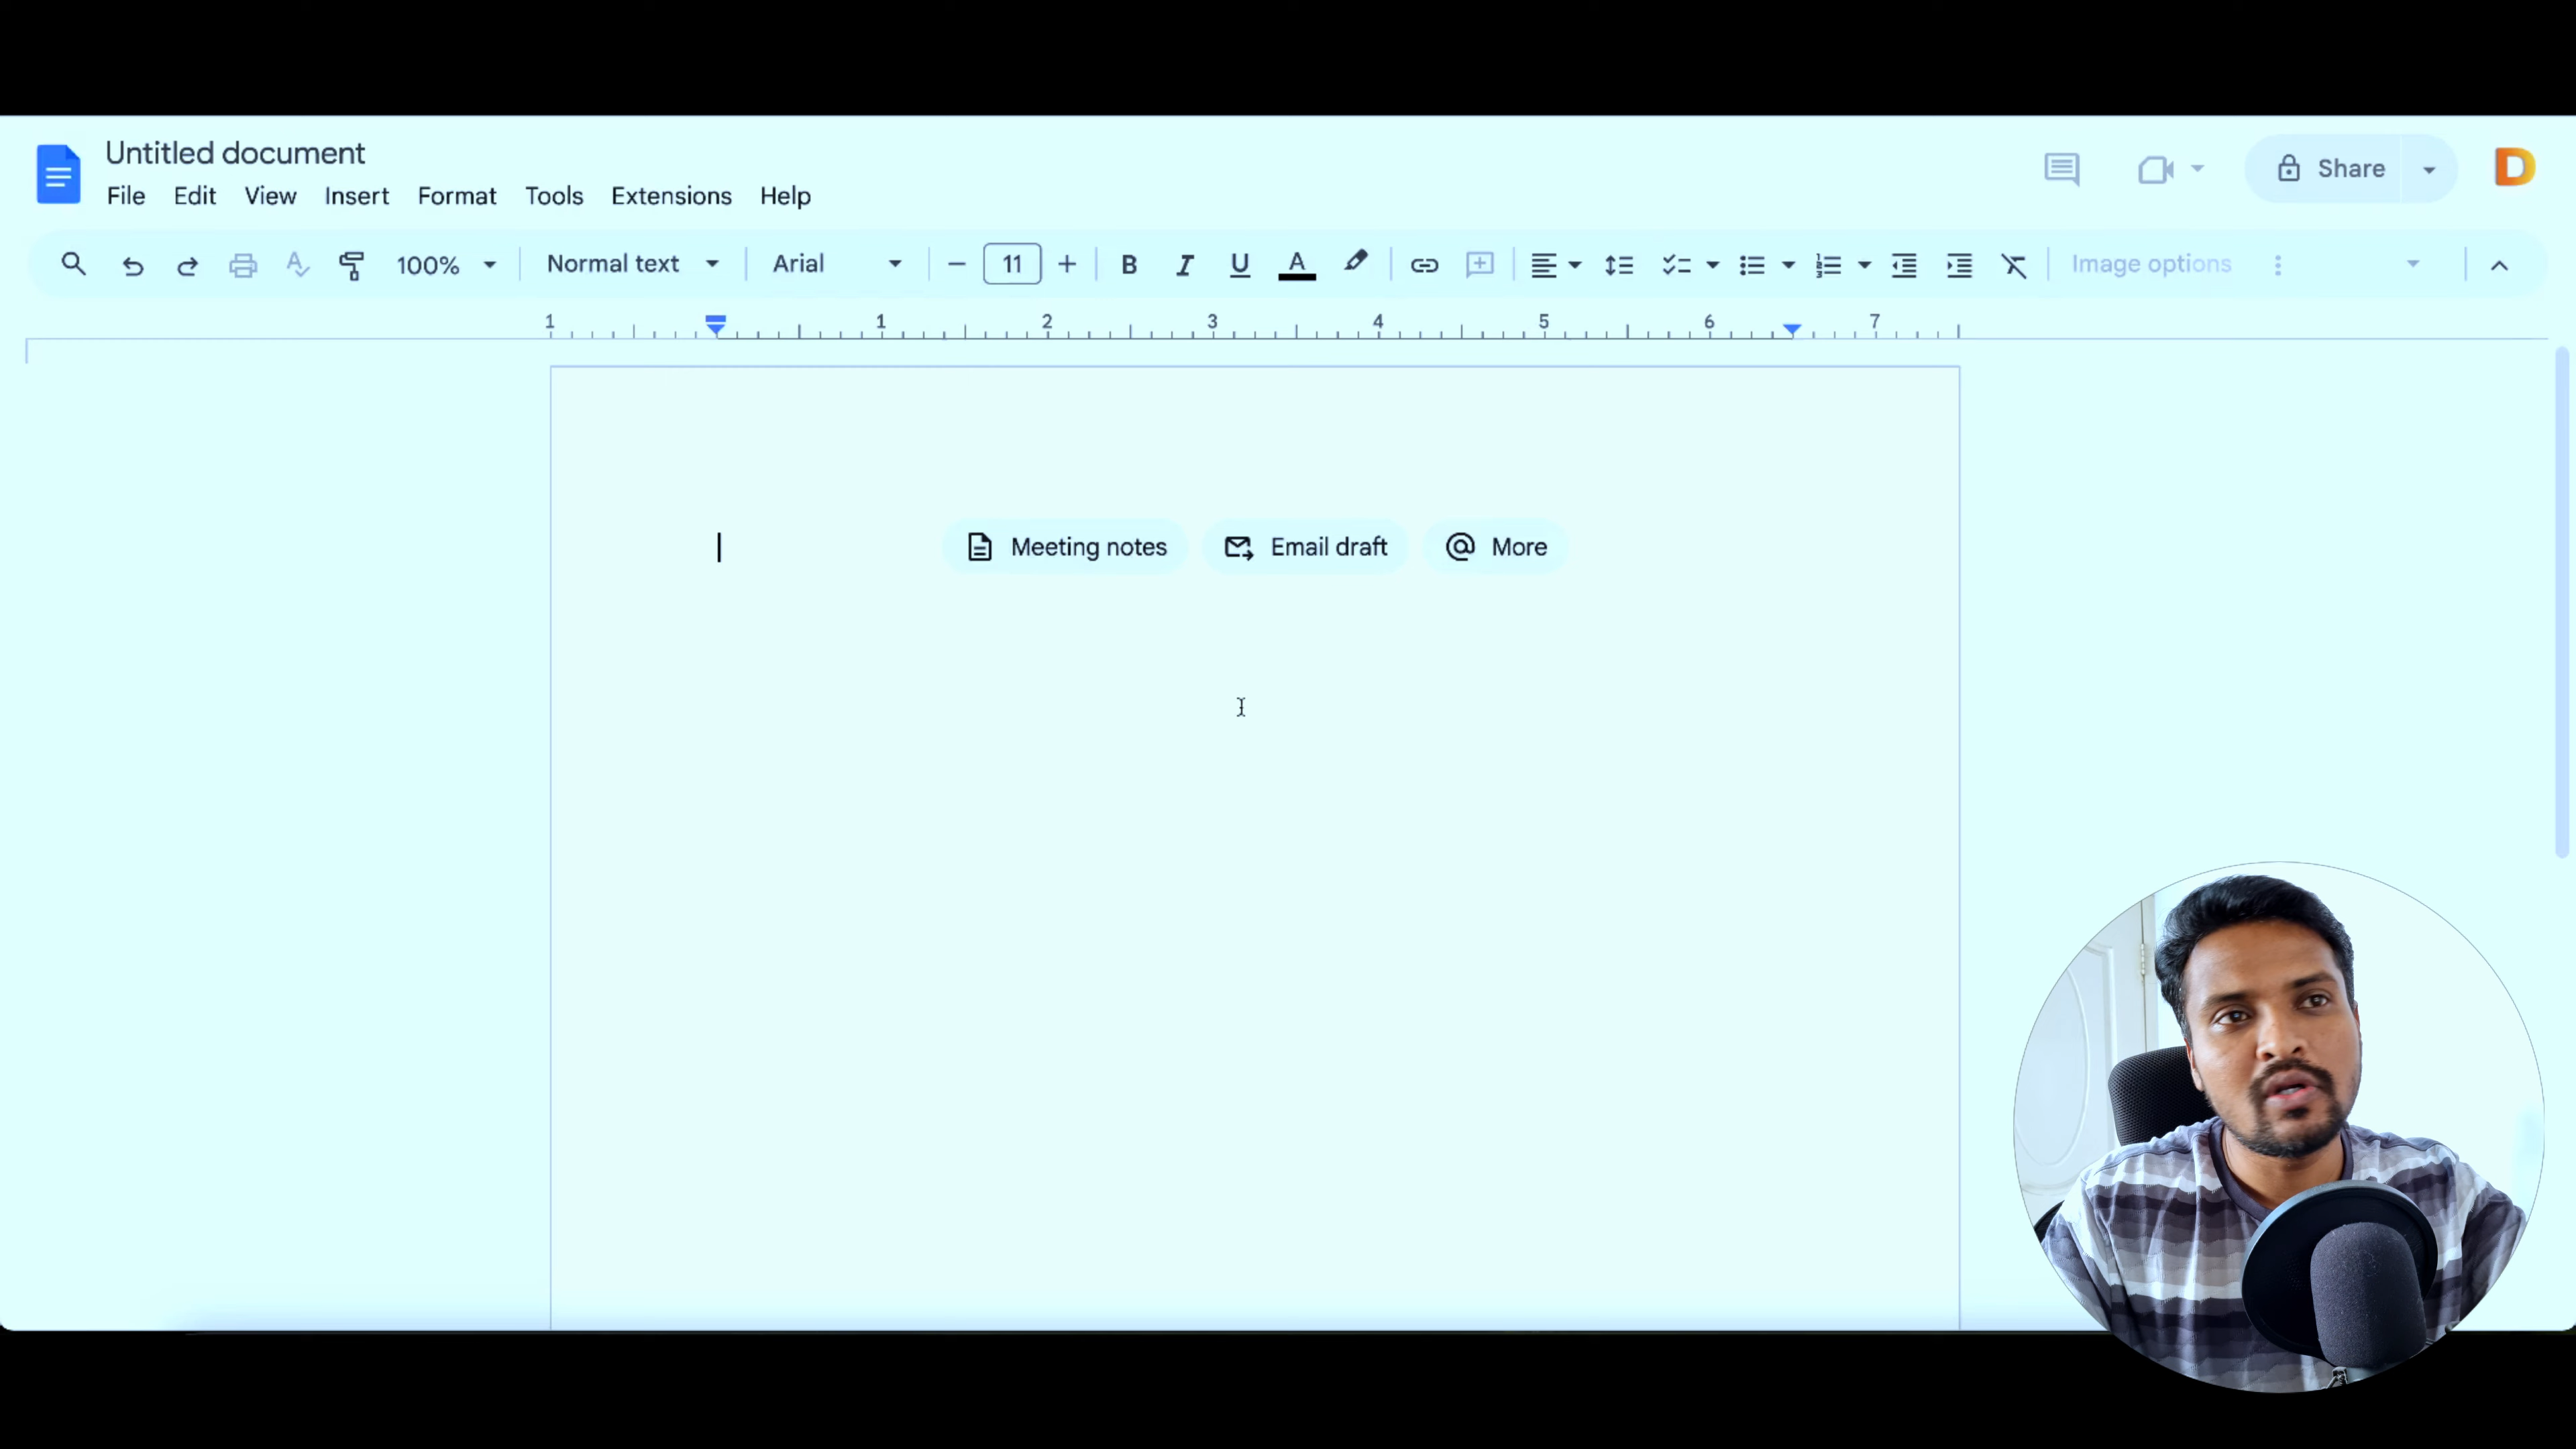 Untitled document
File Edit View Insert Format Tools Extensions Help
Share
D
100% Normal text Arial 11 B I U A Image options
1 1 2 3 4 5 6 7
Meeting notes Email draft More